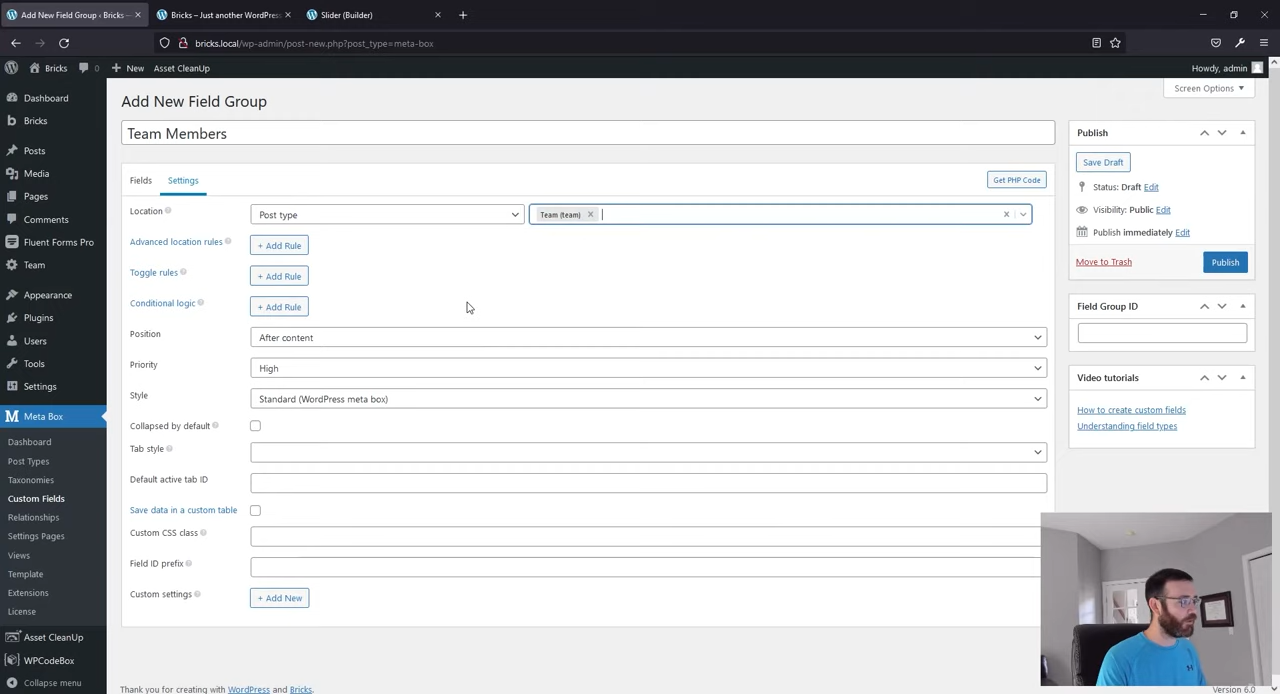 Add New Field Group ‹ Bricks —
Bricks – Just another WordPress
Slider (Builder)
bricks.local/wp-admin/post-new.php?post_type=meta-box
Bricks
0
New
Asset CleanUp
Howdy, admin
Screen Options
Dashboard
Bricks
Posts
Media
Pages
Comments
Fluent Forms Pro
Team
Appearance
Plugins
Users
Tools
Settings
Meta Box
Dashboard
Post Types
Taxonomies
Custom Fields
Relationships
Settings Pages
Views
Template
Extensions
License
Asset CleanUp
WPCodeBox
Collapse menu
Add New Field Group
Team Members
Fields
Settings
Get PHP Code
Location
Post type
Team (team)
Advanced location rules
+ Add Rule
Toggle rules
+ Add Rule
Conditional logic
+ Add Rule
Position
After content
Priority
High
Style
Standard (WordPress meta box)
Collapsed by default
Tab style
Default active tab ID
Save data in a custom table
Custom CSS class
Field ID prefix
Custom settings
+ Add New
Publish
Save Draft
Status: Draft Edit
Visibility: Public Edit
Publish immediately Edit
Move to Trash
Publish
Field Group ID
Video tutorials
How to create custom fields
Understanding field types
Thank you for creating with WordPress and Bricks.
Version 6.0